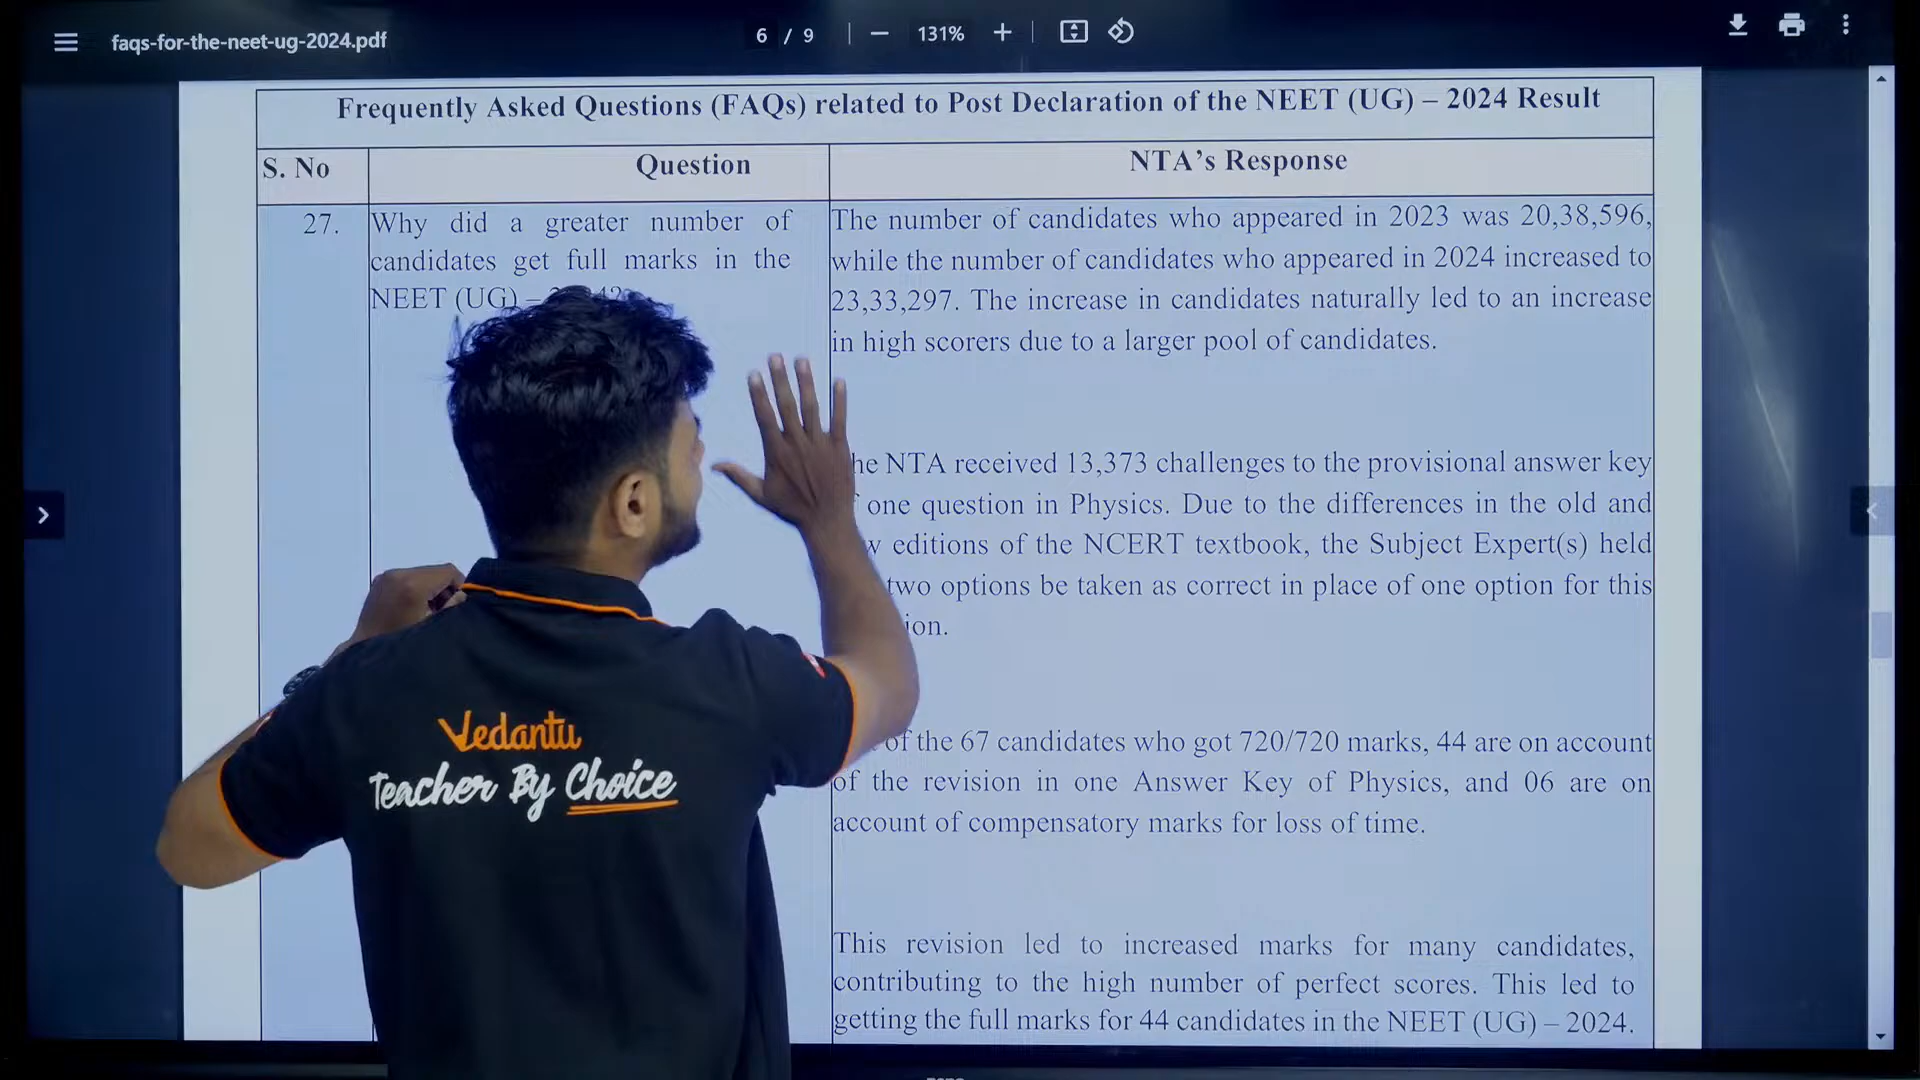 faqs-for-the-neet-ug-2024.pdf
6 / 9
131%
Frequently Asked Questions (FAQs) related to Post Declaration of the NEET (UG) – 2024 Result
S. No
Question
NTA's Response
27.
Why did a greater number of
candidates get full marks in the
NEET (UG) –
The number of candidates who appeared in 2023 was 20,38,596,
while the number of candidates who appeared in 2024 increased to
23,33,297. The increase in candidates naturally led to an increase
in high scorers due to a larger pool of candidates.
NTA received 13,373 challenges to the provisional answer key
one question in Physics. Due to the differences in the old and
editions of the NCERT textbook, the Subject Expert(s) held
two options be taken as correct in place of one option for this
of the 67 candidates who got 720/720 marks, 44 are on account
of the revision in one Answer Key of Physics, and 06 are on
account of compensatory marks for loss of time.
This revision led to increased marks for many candidates,
contributing to the high number of perfect scores. This led to
getting the full marks for 44 candidates in the NEET (UG) – 2024.
Vedantu
Teacher By Choice